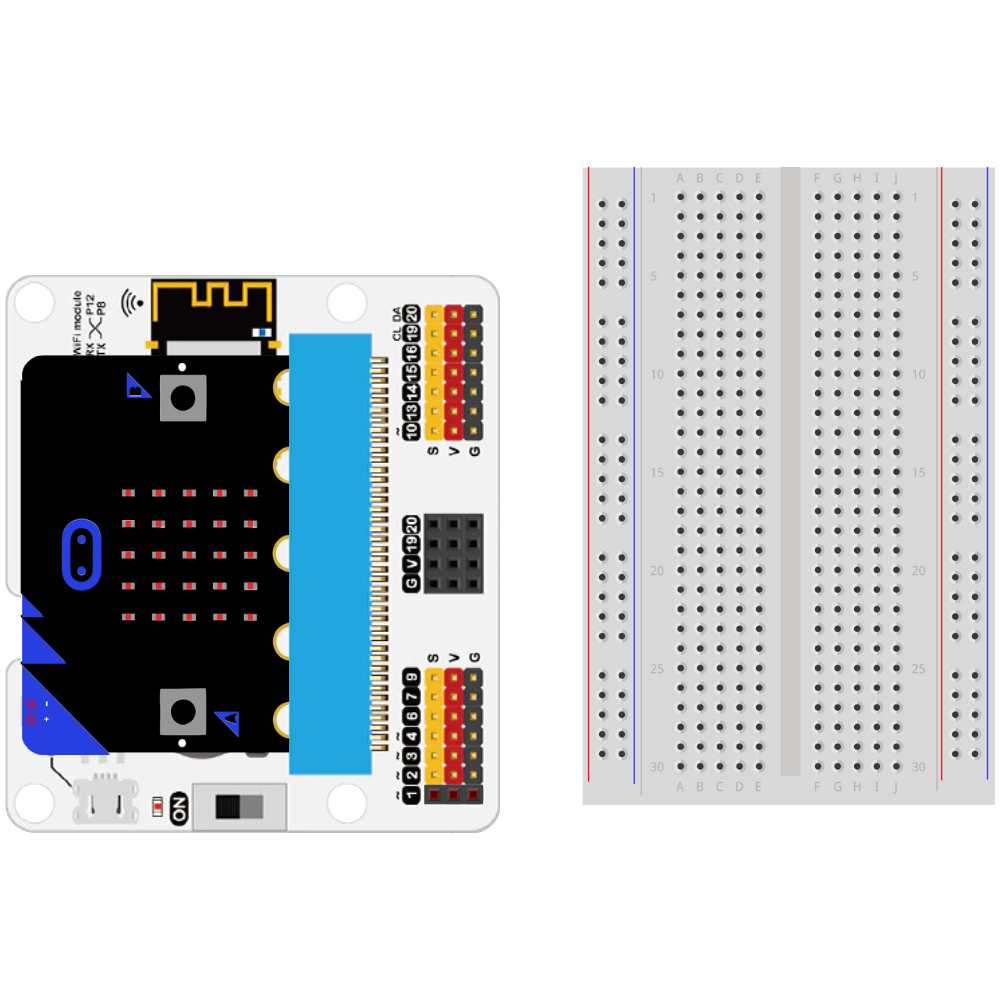 A B C D E F G H I J
1 1
5 5
10 10
15 15
20 20
25 25
30 30
A B C D E F G H I J
WiFi module
RX P12
TX P8
CL DA
~ 10 13 14 15 16 19 20
S V G
B
G V 19 20
S V G
~ 1 ~ 2 ~ 3 ~ 4 6 7 9
A
- +
ON